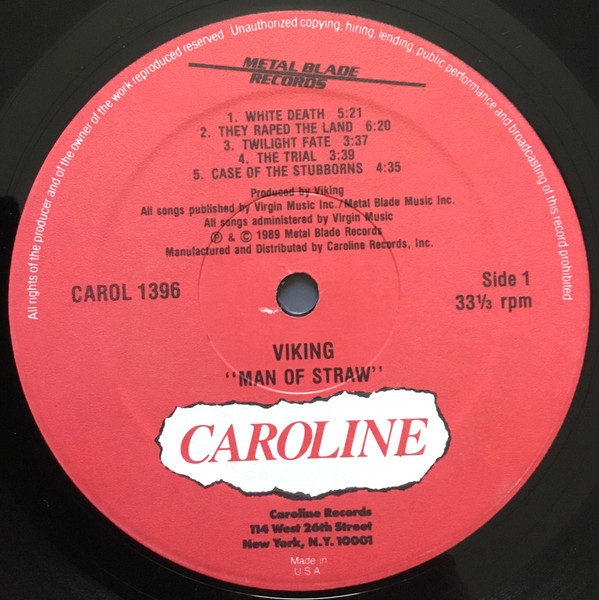 All rights of the producer and of the owner of the work reproduced reserved. Unauthorized copying, hiring, lending, public performance and broadcasting of this record prohibited
METAL BLADE
RECORDS
1. WHITE DEATH 5:21
2. THEY RAPED THE LAND 6:20
3. TWILIGHT FATE 3:37
4. THE TRIAL 3:39
5. CASE OF THE STUBBORNS 4:35
Produced by Viking
All songs published by Virgin Music Inc./Metal Blade Music Inc.
All songs administered by Virgin Music
℗ & © 1989 Metal Blade Records
Manufactured and Distributed by Caroline Records, Inc.
CAROL 1396
Side 1
33⅓ rpm
VIKING
"MAN OF STRAW"
CAROLINE
Caroline Records
114 West 26th Street
New York, N.Y. 10001
Made in
USA